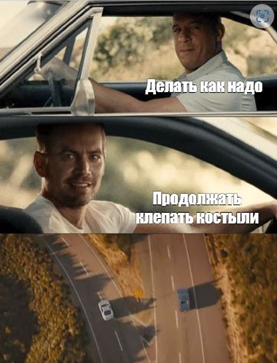 Делать как надо
Продолжать
клепать костыли